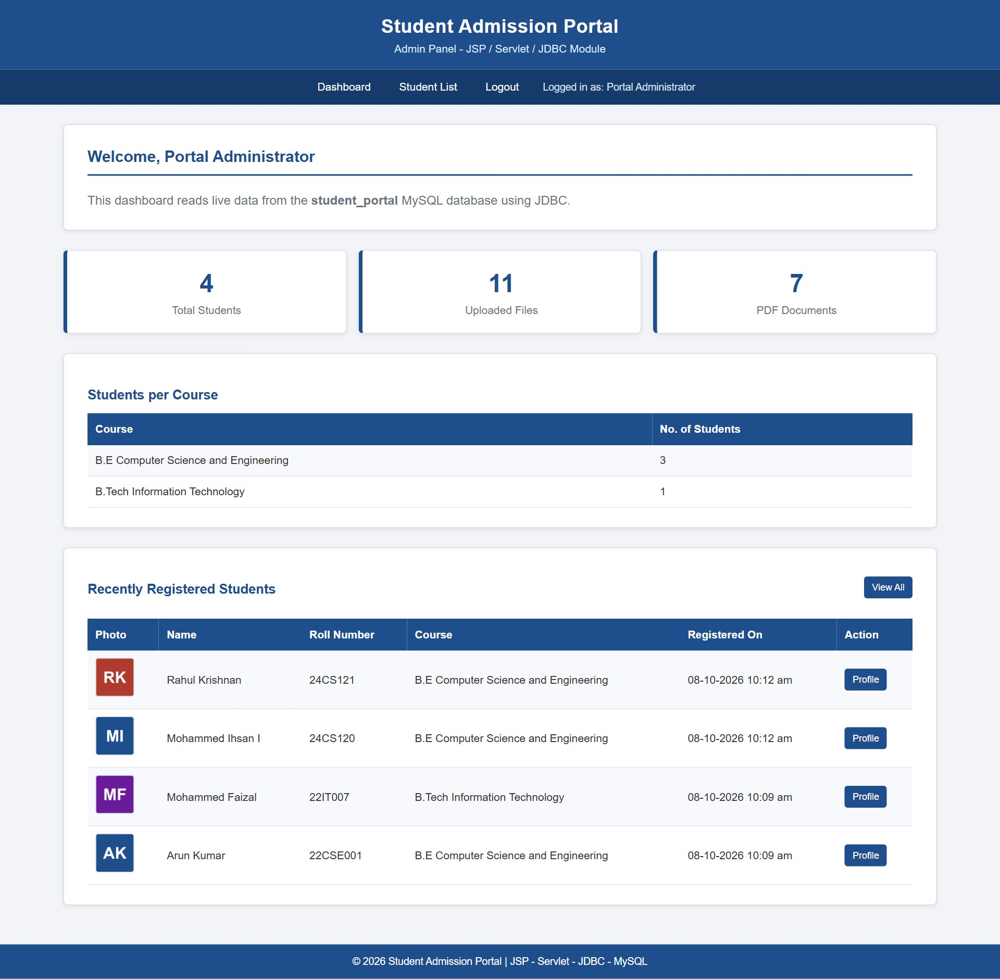 Student Admission Portal
Admin Panel - JSP / Servlet / JDBC Module
Dashboard Student List Logout Logged in as: Portal Administrator
Welcome, Portal Administrator
This dashboard reads live data from the student_portal MySQL database using JDBC.
4 11 7
Total Students Uploaded Files PDF Documents
Students per Course
Course No. of Students
B.E Computer Science and Engineering 3
B.Tech Information Technology 1
Recently Registered Students View All
Photo Name Roll Number Course Registered On Action
RK Rahul Krishnan 24CS121 B.E Computer Science and Engineering 08-10-2026 10:12 am Profile
MI Mohammed Ihsan I 24CS120 B.E Computer Science and Engineering 08-10-2026 10:12 am Profile
MF Mohammed Faizal 22IT007 B.Tech Information Technology 08-10-2026 10:09 am Profile
AK Arun Kumar 22CSE001 B.E Computer Science and Engineering 08-10-2026 10:09 am Profile
© 2026 Student Admission Portal | JSP - Servlet - JDBC - MySQL